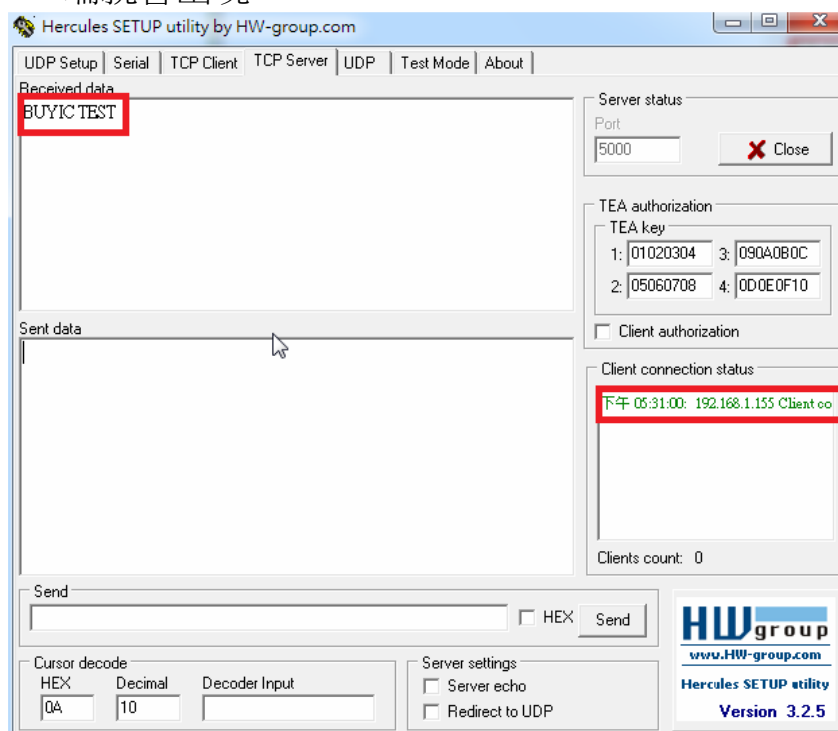 Hercules SETUP utility by HW-group.com
UDP Setup Serial TCP Client TCP Server UDP Test Mode About
Received data
BUYIC TEST
Server status
Port
5000 Close
TEA authorization
TEA key
1: 01020304 3: 090A0B0C
2: 05060708 4: 0D0E0F10
Client authorization
Sent data
Client connection status
下午 05:31:00: 192.168.1.155 Client co
Clients count: 0
Send
HEX Send
HWgroup
www.HW-group.com
Hercules SETUP utility
Version 3.2.5
Cursor decode
HEX Decimal Decoder Input
0A 10
Server settings
Server echo
Redirect to UDP